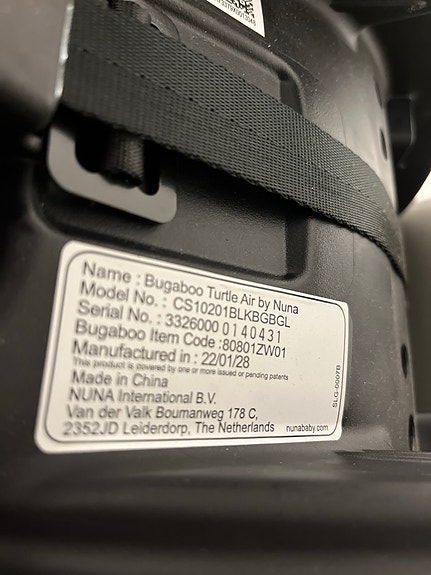 Name : Bugaboo Turtle Air by Nuna
Model No. : CS10201BLKBGBGL
Serial No. : 3326000 0140431
Bugaboo Item Code :80801ZW01
Manufactured in : 22/01/28
This product is covered by one or more issued or pending patents
Made in China
NUNA International B.V.
Van der Valk Boumanweg 178 C,
2352JD Leiderdorp, The Netherlands
nunababy.com
SLG-0007B